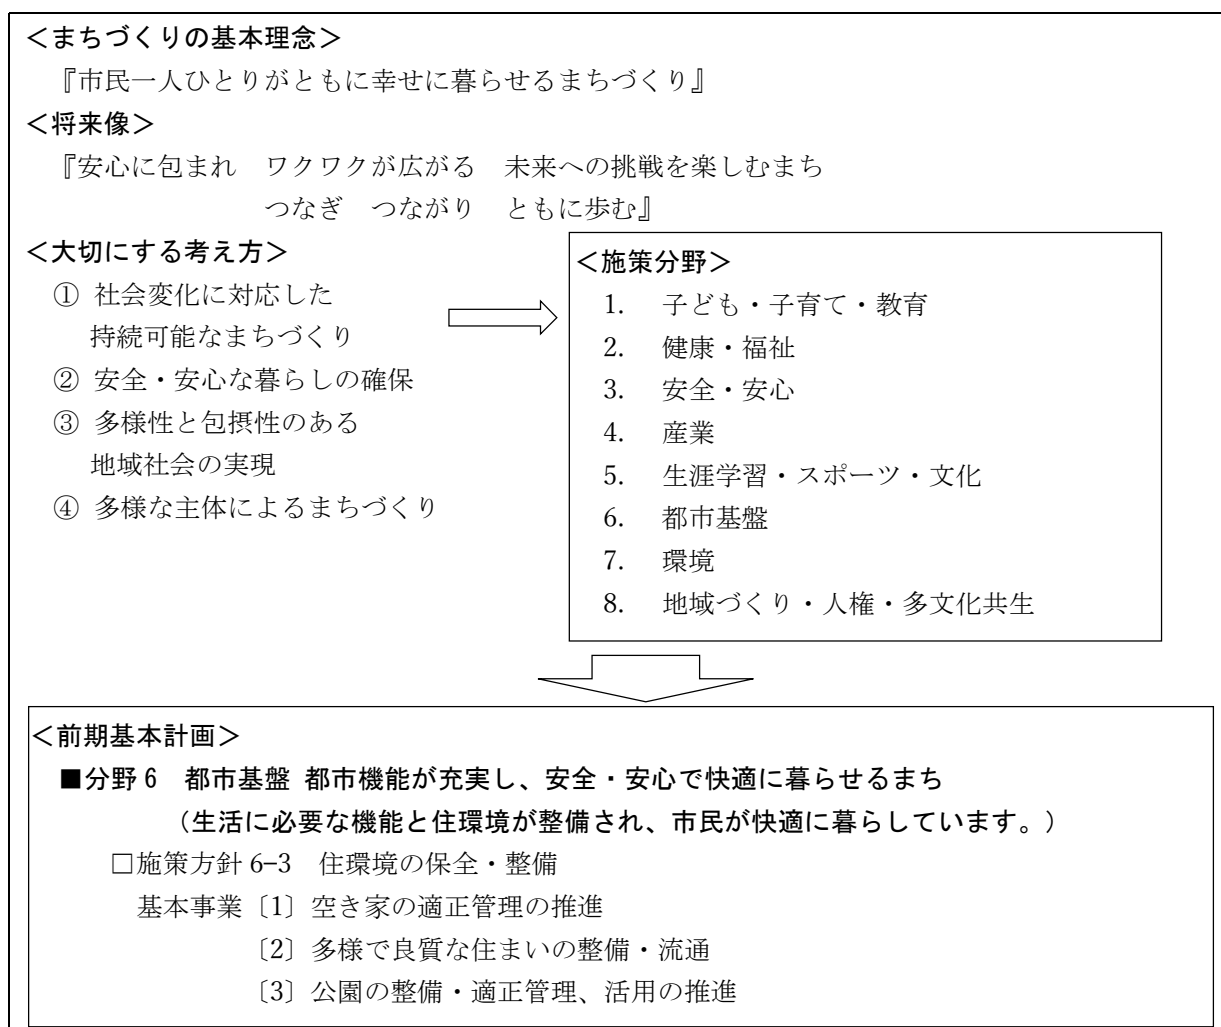 ＜まちづくりの基本理念＞
『市民一人ひとりがともに幸せに暮らせるまちづくり』
＜将来像＞
『安心に包まれ　ワクワクが広がる　未来への挑戦を楽しむまち
つなぎ　つながり　ともに歩む』
＜大切にする考え方＞
① 社会変化に対応した
持続可能なまちづくり
② 安全・安心な暮らしの確保
③ 多様性と包摂性のある
地域社会の実現
④ 多様な主体によるまちづくり
＜施策分野＞
1.　子ども・子育て・教育
2.　健康・福祉
3.　安全・安心
4.　産業
5.　生涯学習・スポーツ・文化
6.　都市基盤
7.　環境
8.　地域づくり・人権・多文化共生
＜前期基本計画＞
■分野 6　都市基盤 都市機能が充実し、安全・安心で快適に暮らせるまち
（生活に必要な機能と住環境が整備され、市民が快適に暮らしています。）
□施策方針 6−3　住環境の保全・整備
基本事業〔1〕空き家の適正管理の推進
〔2〕多様で良質な住まいの整備・流通
〔3〕公園の整備・適正管理、活用の推進